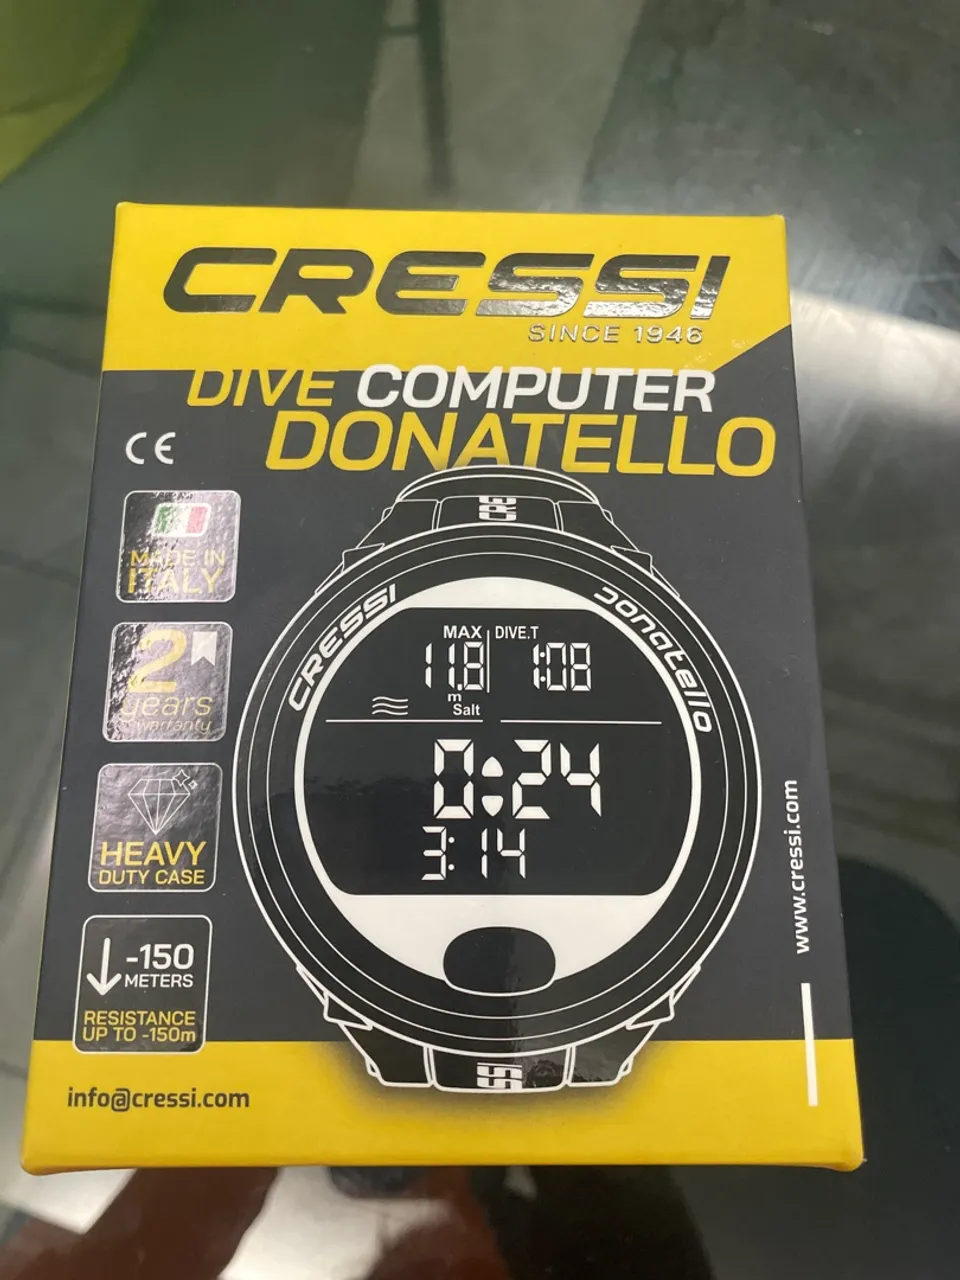 CRESSI
SINCE 1946
DIVE COMPUTER
DONATELLO
CE
MADE IN
ITALY
2
years
warranty
HEAVY
DUTY CASE
-150
METERS
RESISTANCE
UP TO -150m
CRESSI
Donatello
MAX DIVE.T
11.8 1:08
m
Salt
0:24
3:14
www.cressi.com
info@cressi.com